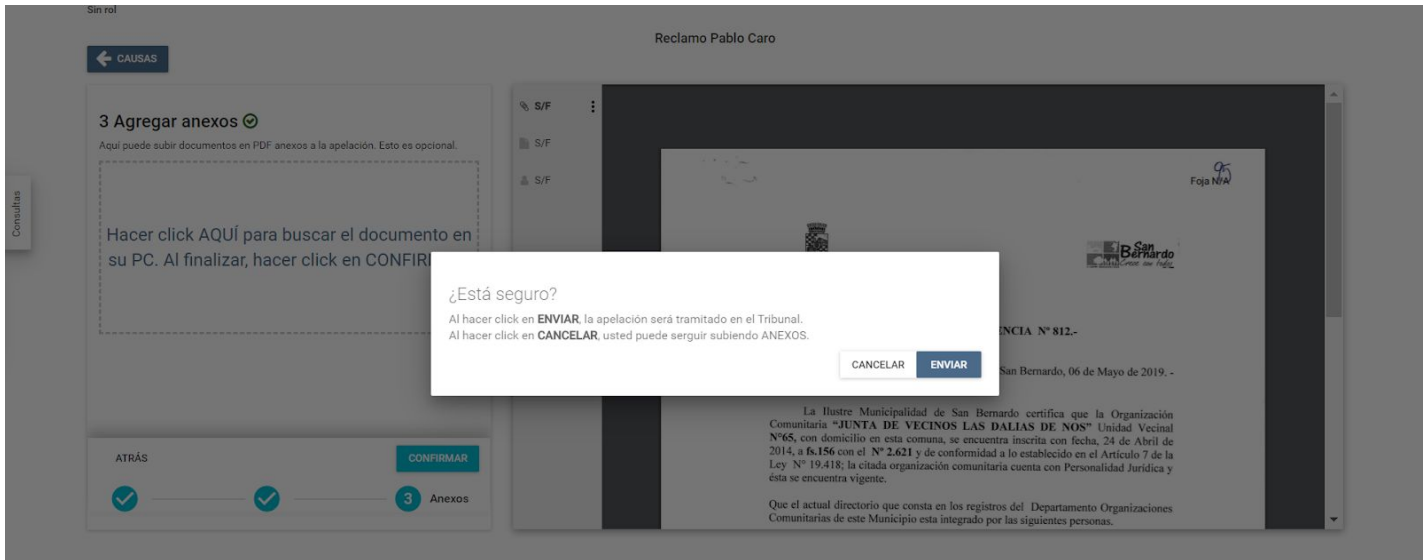 Sin rol
Reclamo Pablo Caro
CAUSAS
Consultas
3 Agregar anexos
Aquí puede subir documentos en PDF anexos a la apelación. Esto es opcional.
Hacer click AQUÍ para buscar el documento en
su PC. Al finalizar, hacer click en CONFIR
ATRÁS
CONFIRMAR
3 Anexos
S/F
S/F
S/F
95
Foja N/A
San
Bernardo
Crece con todos
¿Está seguro?
Al hacer click en ENVIAR, la apelación será tramitado en el Tribunal.
Al hacer click en CANCELAR, usted puede serguir subiendo ANEXOS.
CANCELAR
ENVIAR
ENCIA Nº 812.-
San Bernardo, 06 de Mayo de 2019. -
La Ilustre Municipalidad de San Bernardo certifica que la Organización
Comunitaria “JUNTA DE VECINOS LAS DALIAS DE NOS” Unidad Vecinal
Nº65, con domicilio en esta comuna, se encuentra inscrita con fecha, 24 de Abril de
2014, a fs.156 con el Nº 2.621 y de conformidad a lo establecido en el Artículo 7 de la
Ley Nº 19.418; la citada organización comunitaria cuenta con Personalidad Jurídica y
ésta se encuentra vigente.
Que el actual directorio que consta en los registros del Departamento Organizaciones
Comunitarias de este Municipio esta integrado por las siguientes personas.